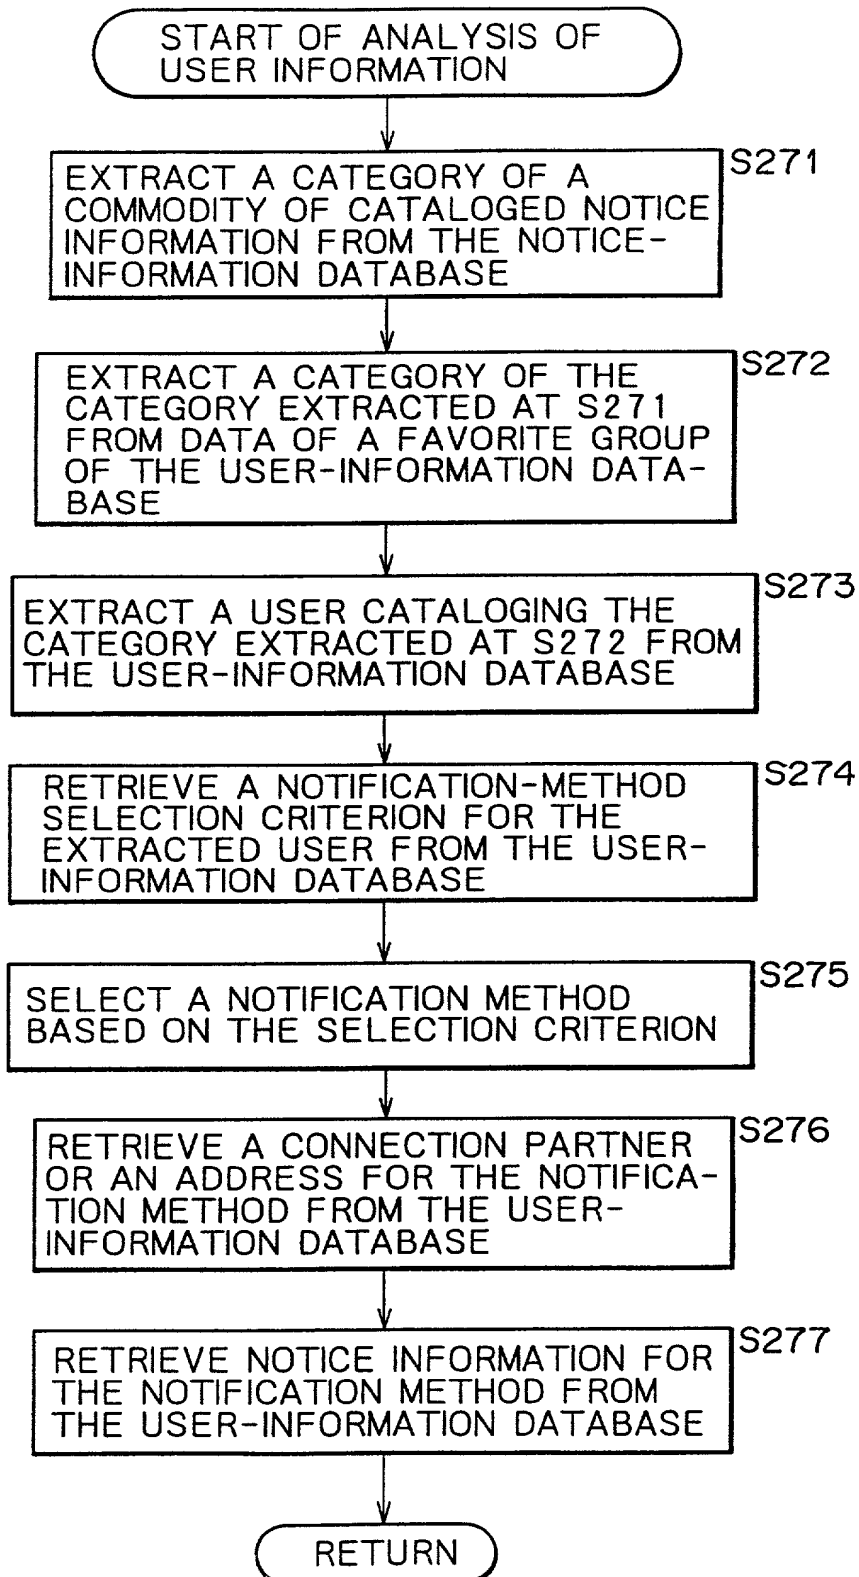 START OF ANALYSIS OF
USER INFORMATION
S271
EXTRACT A CATEGORY OF A
COMMODITY OF CATALOGED NOTICE
INFORMATION FROM THE NOTICE-
INFORMATION DATABASE
S272
EXTRACT A CATEGORY OF THE
CATEGORY EXTRACTED AT S271
FROM DATA OF A FAVORITE GROUP
OF THE USER-INFORMATION DATA-
BASE
S273
EXTRACT A USER CATALOGING THE
CATEGORY EXTRACTED AT S272 FROM
THE USER-INFORMATION DATABASE
S274
RETRIEVE A NOTIFICATION-METHOD
SELECTION CRITERION FOR THE
EXTRACTED USER FROM THE USER-
INFORMATION DATABASE
S275
SELECT A NOTIFICATION METHOD
BASED ON THE SELECTION CRITERION
S276
RETRIEVE A CONNECTION PARTNER
OR AN ADDRESS FOR THE NOTIFICA-
TION METHOD FROM THE USER-
INFORMATION DATABASE
S277
RETRIEVE NOTICE INFORMATION FOR
THE NOTIFICATION METHOD FROM
THE USER-INFORMATION DATABASE
RETURN